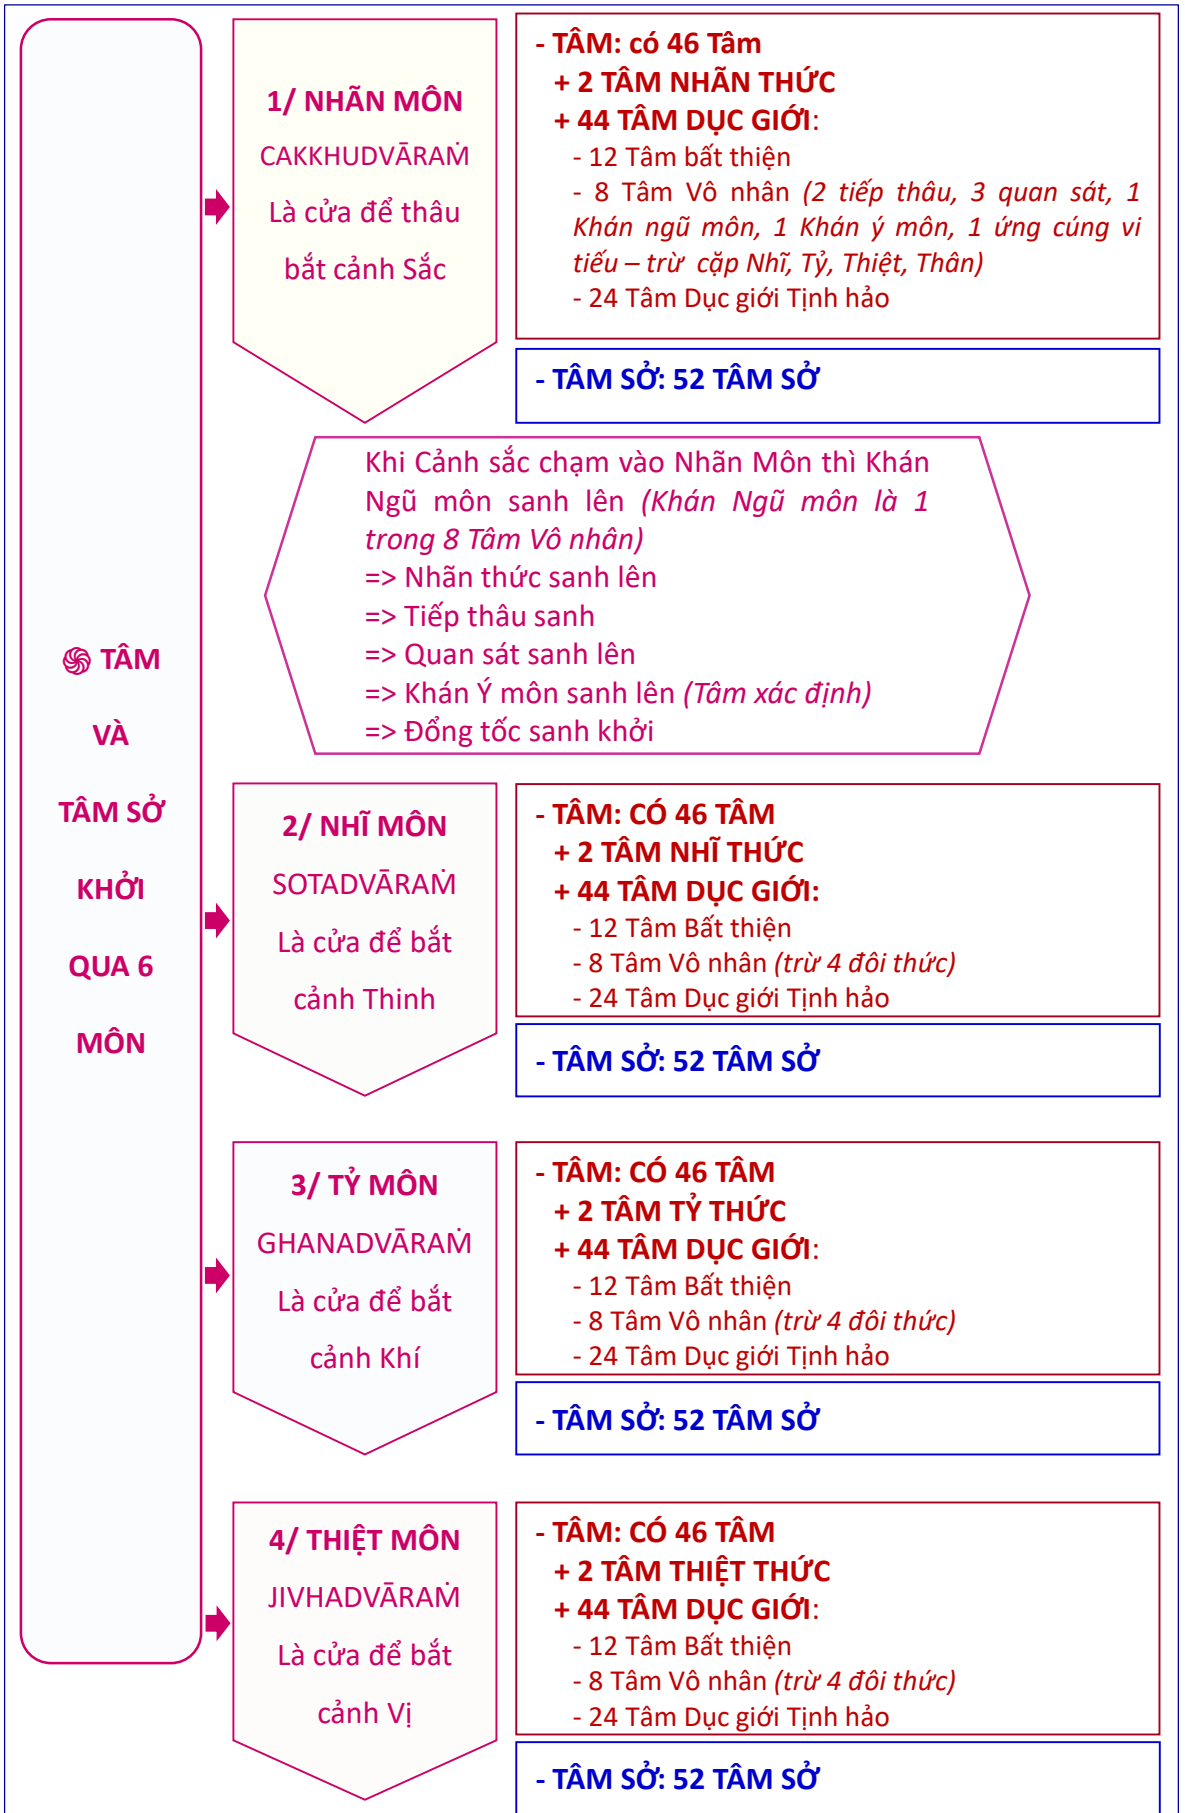 TÂM
VÀ
TÂM SỞ
KHỞI
QUA 6
MÔN
1/ NHÃN MÔN
CAKKHUDVĀRAṀ
Là cửa để thâu
bắt cảnh Sắc
- TÂM: có 46 Tâm
+ 2 TÂM NHÃN THỨC
+ 44 TÂM DỤC GIỚI:
- 12 Tâm bất thiện
- 8 Tâm Vô nhân (2 tiếp thâu, 3 quan sát, 1
Khán ngũ môn, 1 Khán ý môn, 1 ứng cúng vi
tiếu – trừ cặp Nhĩ, Tỷ, Thiệt, Thân)
- 24 Tâm Dục giới Tịnh hảo
- TÂM SỞ: 52 TÂM SỞ
Khi Cảnh sắc chạm vào Nhãn Môn thì Khán
Ngũ môn sanh lên (Khán Ngũ môn là 1
trong 8 Tâm Vô nhân)
=> Nhãn thức sanh lên
=> Tiếp thâu sanh
=> Quan sát sanh lên
=> Khán Ý môn sanh lên (Tâm xác định)
=> Đổng tốc sanh khởi
2/ NHĨ MÔN
SOTADVĀRAṀ
Là cửa để bắt
cảnh Thinh
- TÂM: CÓ 46 TÂM
+ 2 TÂM NHĨ THỨC
+ 44 TÂM DỤC GIỚI:
- 12 Tâm Bất thiện
- 8 Tâm Vô nhân (trừ 4 đôi thức)
- 24 Tâm Dục giới Tịnh hảo
- TÂM SỞ: 52 TÂM SỞ
3/ TỶ MÔN
GHANADVĀRAṀ
Là cửa để bắt
cảnh Khí
- TÂM: CÓ 46 TÂM
+ 2 TÂM TỶ THỨC
+ 44 TÂM DỤC GIỚI:
- 12 Tâm Bất thiện
- 8 Tâm Vô nhân (trừ 4 đôi thức)
- 24 Tâm Dục giới Tịnh hảo
- TÂM SỞ: 52 TÂM SỞ
4/ THIỆT MÔN
JIVHADVĀRAṀ
Là cửa để bắt
cảnh Vị
- TÂM: CÓ 46 TÂM
+ 2 TÂM THIỆT THỨC
+ 44 TÂM DỤC GIỚI:
- 12 Tâm Bất thiện
- 8 Tâm Vô nhân (trừ 4 đôi thức)
- 24 Tâm Dục giới Tịnh hảo
- TÂM SỞ: 52 TÂM SỞ